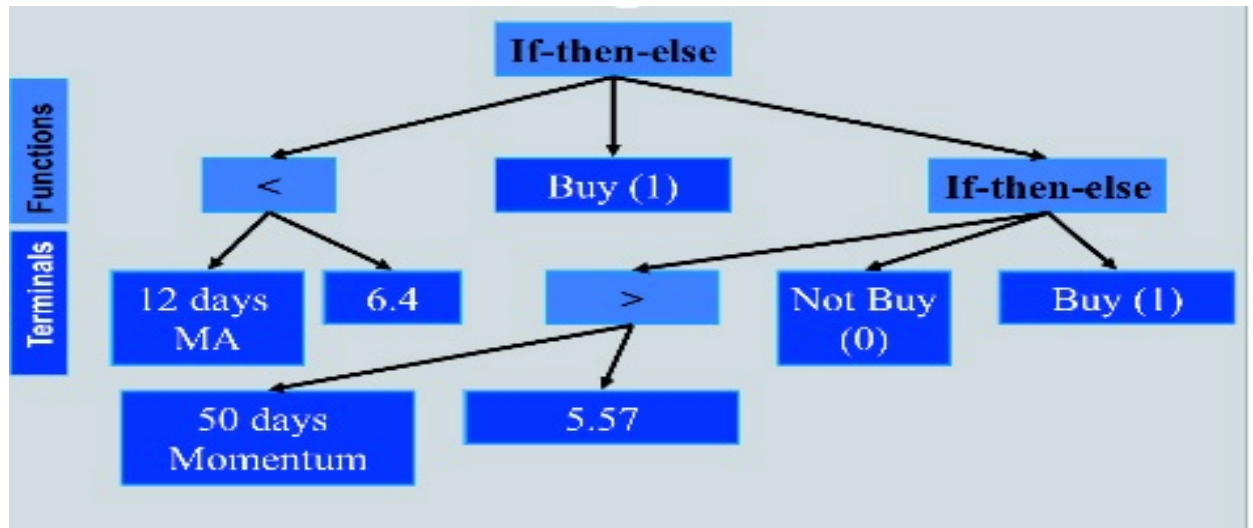 If-then-else
Functions
<
Buy (1)
If-then-else
Terminals
12 days
MA
6.4
>
Not Buy
(0)
Buy (1)
50 days
Momentum
5.57